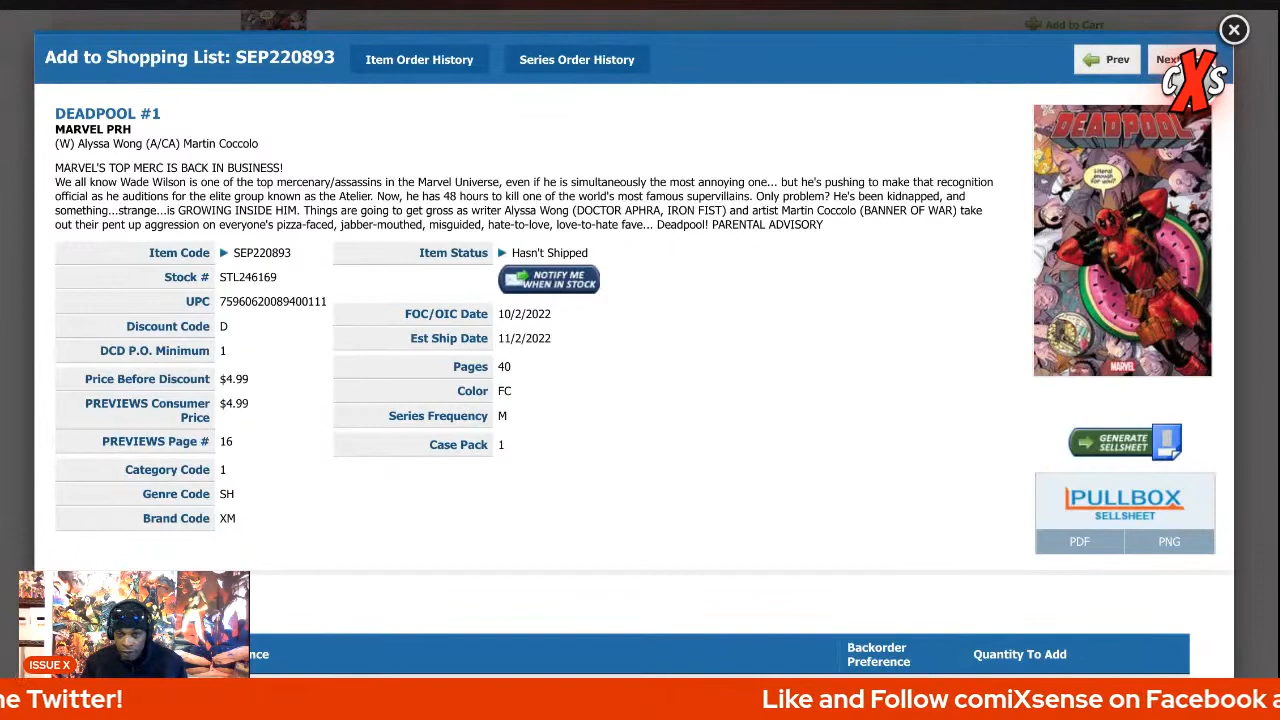 Add to Cart
Add to Shopping List: SEP220893
Item Order History
Series Order History
Prev
Next
CXS
DEADPOOL #1
MARVEL PRH
(W) Alyssa Wong (A/CA) Martin Coccolo
MARVEL'S TOP MERC IS BACK IN BUSINESS!
We all know Wade Wilson is one of the top mercenary/assassins in the Marvel Universe, even if he is simultaneously the most annoying one... but he's pushing to make that recognition
official as he auditions for the elite group known as the Atelier. Now, he has 48 hours to kill one of the world's most famous supervillains. Only problem? He's been kidnapped, and
something...strange...is GROWING INSIDE HIM. Things are going to get gross as writer Alyssa Wong (DOCTOR APHRA, IRON FIST) and artist Martin Coccolo (BANNER OF WAR) take
out their pent up aggression on everyone's pizza-faced, jabber-mouthed, misguided, hate-to-love, love-to-hate fave... Deadpool! PARENTAL ADVISORY
Item Code SEP220893
Stock # STL246169
UPC 75960620089400111
Discount Code D
DCD P.O. Minimum 1
Price Before Discount $4.99
PREVIEWS Consumer
Price $4.99
PREVIEWS Page # 16
Category Code 1
Genre Code SH
Brand Code XM
Item Status Hasn't Shipped
NOTIFY ME
WHEN IN STOCK
FOC/OIC Date 10/2/2022
Est Ship Date 11/2/2022
Pages 40
Color FC
Series Frequency M
Case Pack 1
DEADPOOL
Literal
enough
for you?
MARVEL
GENERATE
SELLSHEET
PULLBOX
SELLSHEET
PDF
PNG
nce
Backorder
Preference
Quantity To Add
ISSUE X
he Twitter!
Like and Follow comiXsense on Facebook a